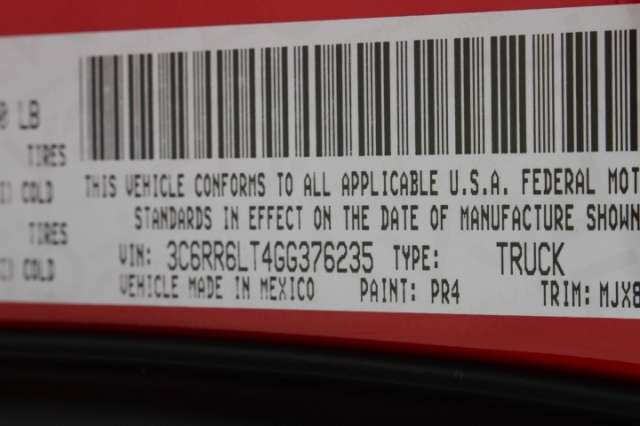 0 LB
TIRES
THIS VEHICLE CONFORMS TO ALL APPLICABLE U.S.A. FEDERAL MOT
COLD
STANDARDS IN EFFECT ON THE DATE OF MANUFACTURE SHOWN
TIRES
VIN: 3C6RR6LT4GG376235 TYPE: TRUCK
COLD
VEHICLE MADE IN MEXICO PAINT: PR4 TRIM: MJX8